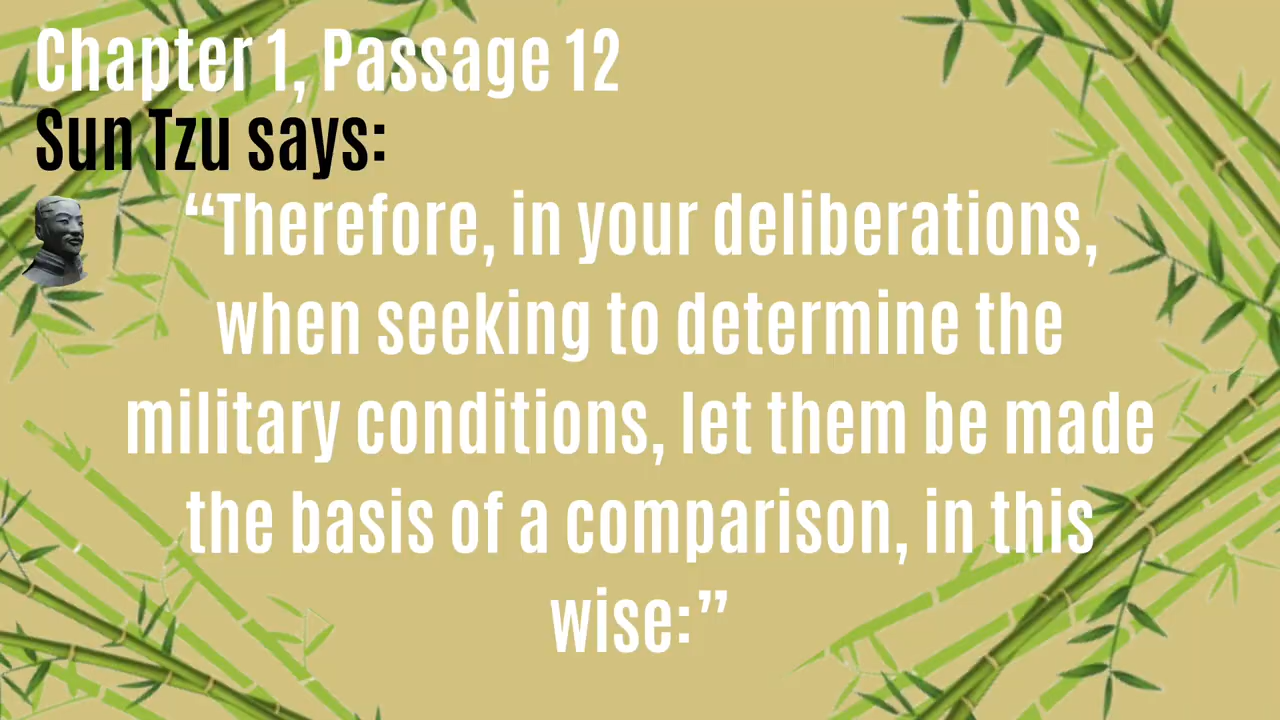 Chapter 1, Passage 12
Sun Tzu says:
“Therefore, in your deliberations,
when seeking to determine the
military conditions, let them be made
the basis of a comparison, in this
wise:”